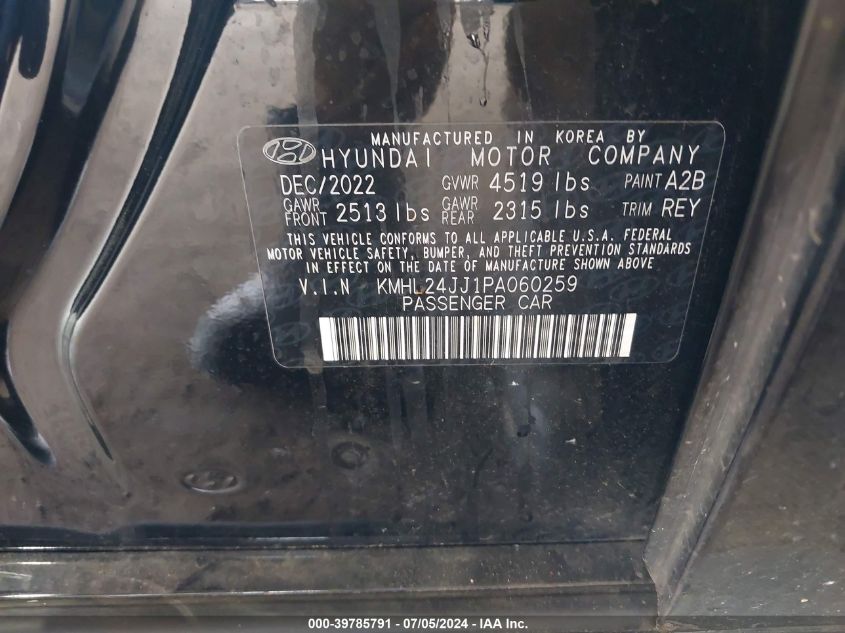 MANUFACTURED IN KOREA BY
HYUNDAI MOTOR COMPANY
DEC/2022 GVWR 4519 lbs PAINT A2B
GAWR FRONT 2513 lbs GAWR REAR 2315 lbs TRIM REY
THIS VEHICLE CONFORMS TO ALL APPLICABLE U.S.A. FEDERAL
MOTOR VEHICLE SAFETY, BUMPER, AND THEFT PREVENTION STANDARDS
IN EFFECT ON THE DATE OF MANUFACTURE SHOWN ABOVE
V.I.N KMHL24JJ1PA060259
PASSENGER CAR
000-39785791 - 07/05/2024 - IAA Inc.